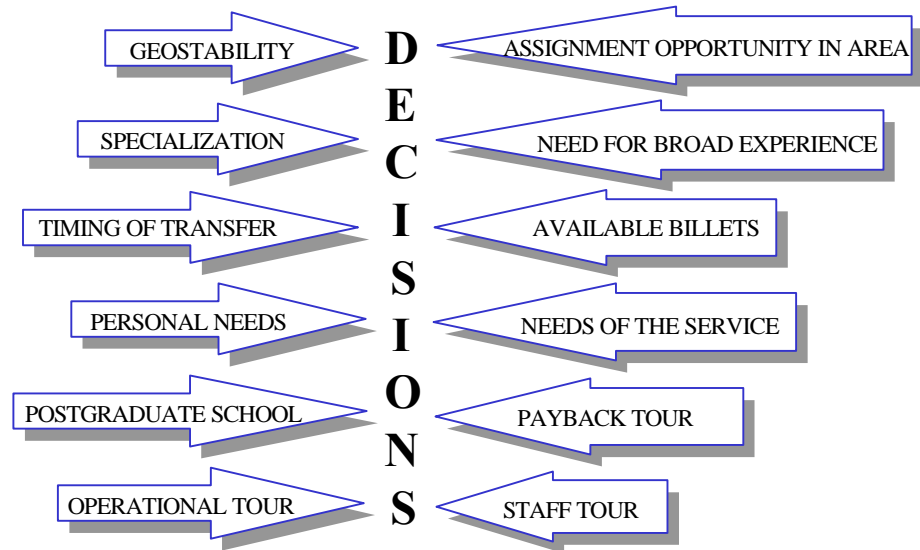 GEOSTABILITY
ASSIGNMENT OPPORTUNITY IN AREA
SPECIALIZATION
NEED FOR BROAD EXPERIENCE
TIMING OF TRANSFER
AVAILABLE BILLETS
PERSONAL NEEDS
NEEDS OF THE SERVICE
POSTGRADUATE SCHOOL
PAYBACK TOUR
OPERATIONAL TOUR
STAFF TOUR
DECISIONS